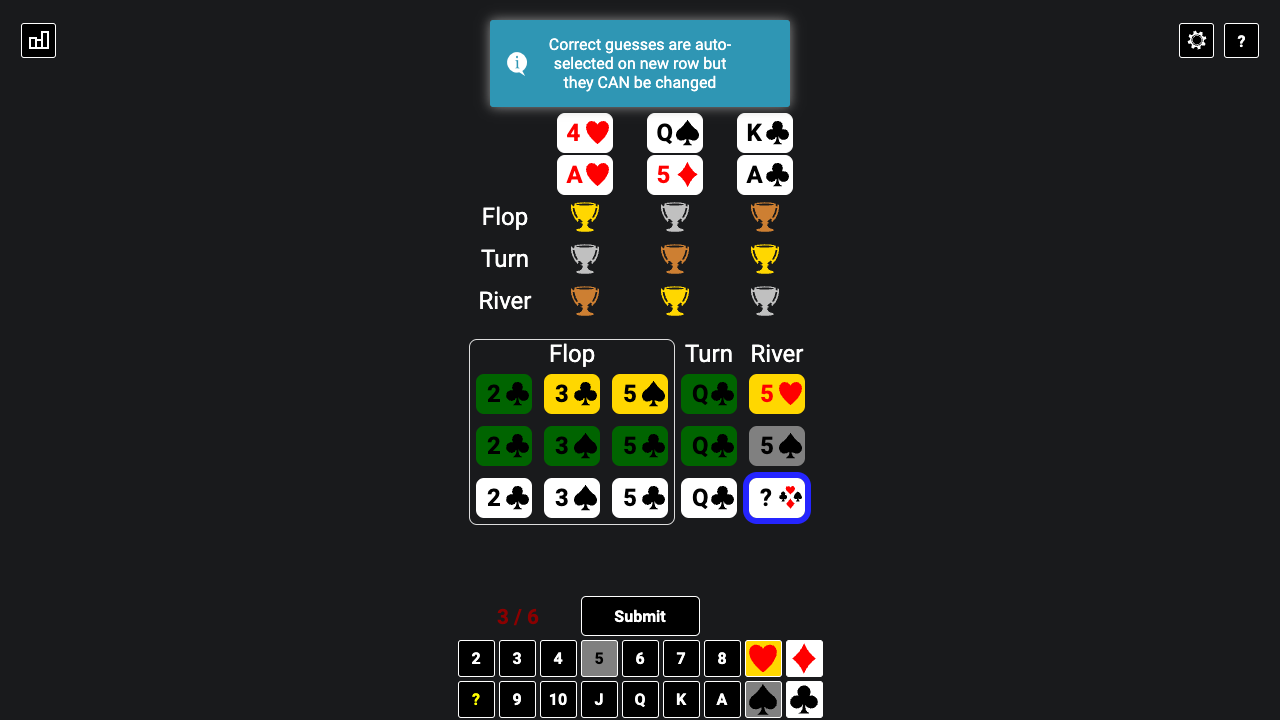 ?
Correct guesses are auto-
selected on new row but
they CAN be changed
4 Q K
A 5 A
Flop
Turn
River
Flop Turn River
2 3 5 Q 5
2 3 5 Q 5
2 3 5 Q ?
3 / 6 Submit
2 3 4 5 6 7 8
? 9 10 J Q K A